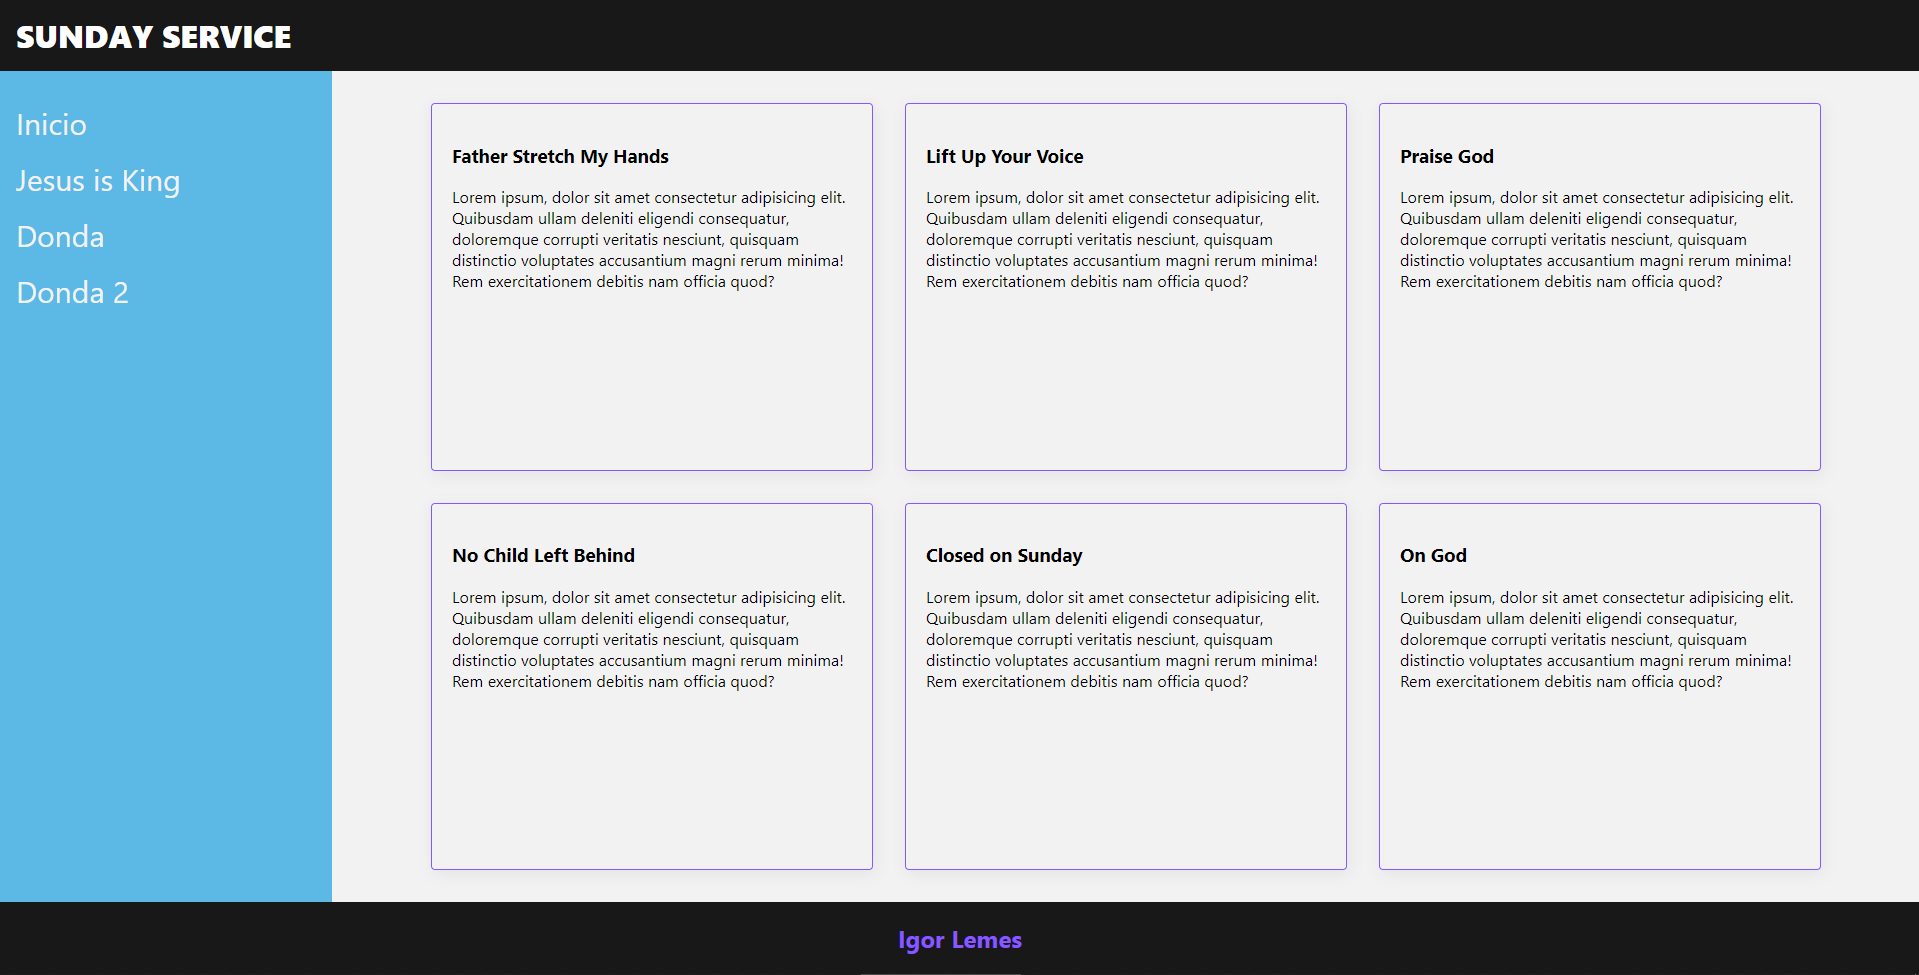 SUNDAY SERVICE
Inicio
Jesus is King
Donda
Donda 2
Father Stretch My Hands
Lorem ipsum, dolor sit amet consectetur adipisicing elit.
Quibusdam ullam deleniti eligendi consequatur,
doloremque corrupti veritatis nesciunt, quisquam
distinctio voluptates accusantium magni rerum minima!
Rem exercitationem debitis nam officia quod?
Lift Up Your Voice
Lorem ipsum, dolor sit amet consectetur adipisicing elit.
Quibusdam ullam deleniti eligendi consequatur,
doloremque corrupti veritatis nesciunt, quisquam
distinctio voluptates accusantium magni rerum minima!
Rem exercitationem debitis nam officia quod?
Praise God
Lorem ipsum, dolor sit amet consectetur adipisicing elit.
Quibusdam ullam deleniti eligendi consequatur,
doloremque corrupti veritatis nesciunt, quisquam
distinctio voluptates accusantium magni rerum minima!
Rem exercitationem debitis nam officia quod?
No Child Left Behind
Lorem ipsum, dolor sit amet consectetur adipisicing elit.
Quibusdam ullam deleniti eligendi consequatur,
doloremque corrupti veritatis nesciunt, quisquam
distinctio voluptates accusantium magni rerum minima!
Rem exercitationem debitis nam officia quod?
Closed on Sunday
Lorem ipsum, dolor sit amet consectetur adipisicing elit.
Quibusdam ullam deleniti eligendi consequatur,
doloremque corrupti veritatis nesciunt, quisquam
distinctio voluptates accusantium magni rerum minima!
Rem exercitationem debitis nam officia quod?
On God
Lorem ipsum, dolor sit amet consectetur adipisicing elit.
Quibusdam ullam deleniti eligendi consequatur,
doloremque corrupti veritatis nesciunt, quisquam
distinctio voluptates accusantium magni rerum minima!
Rem exercitationem debitis nam officia quod?
Igor Lemes